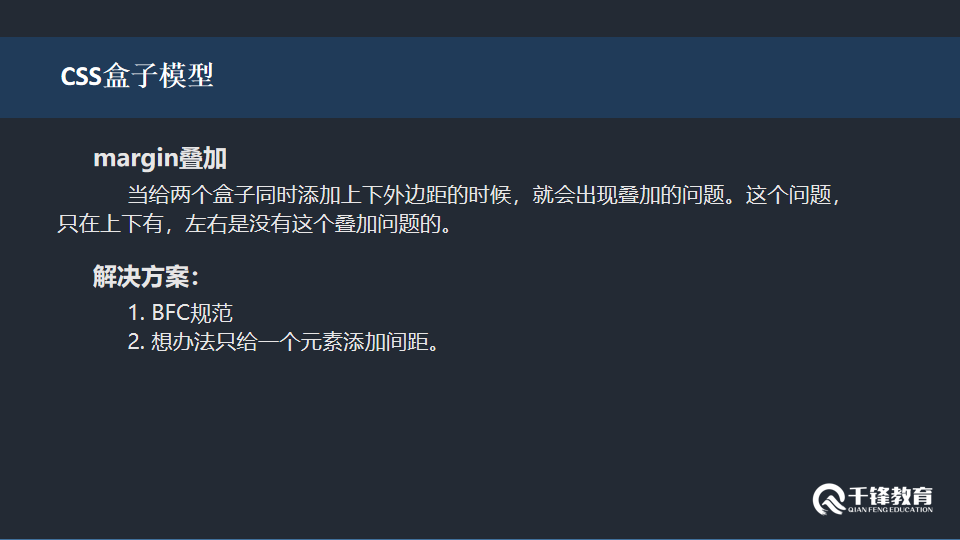 CSS盒子模型
margin叠加
当给两个盒子同时添加上下外边距的时候，就会出现叠加的问题。这个问题，
只在上下有，左右是没有这个叠加问题的。
解决方案：
1. BFC规范
2. 想办法只给一个元素添加间距。
千锋教育
QIAN FENG EDUCATION